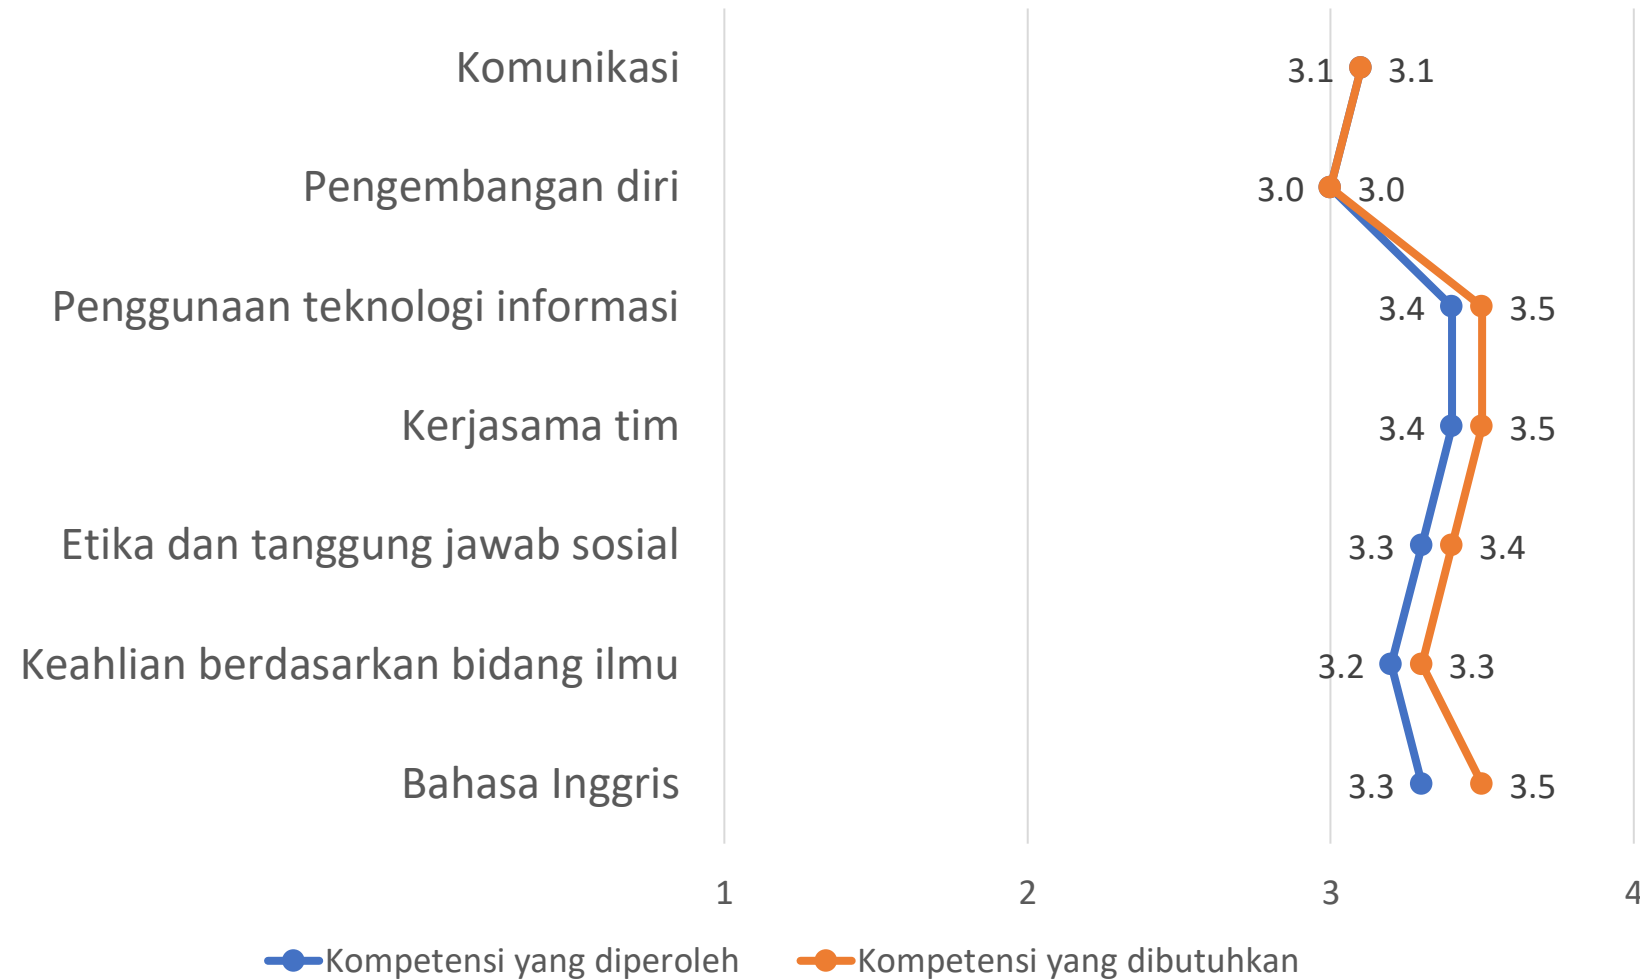 Komunikasi 3.1 3.1
Pengembangan diri 3.0 3.0
Penggunaan teknologi informasi 3.4 3.5
Kerjasama tim 3.4 3.5
Etika dan tanggung jawab sosial 3.3 3.4
Keahlian berdasarkan bidang ilmu 3.2 3.3
Bahasa Inggris 3.3 3.5
1 2 3 4
Kompetensi yang diperoleh Kompetensi yang dibutuhkan